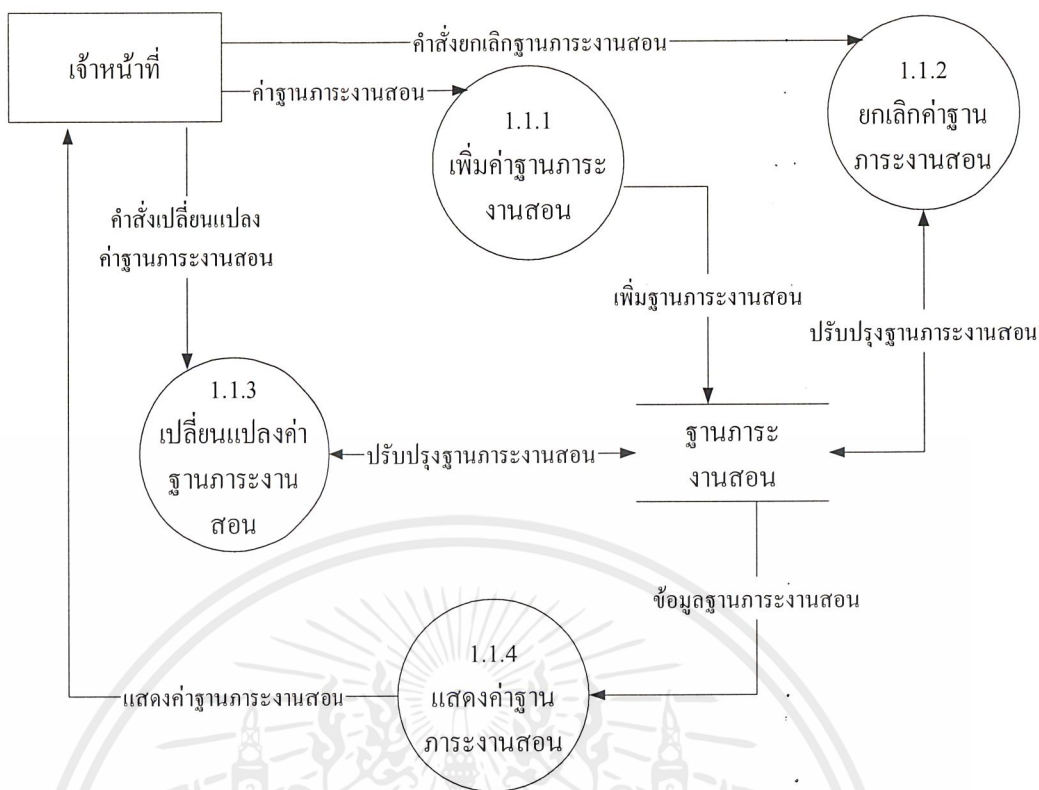 คำสั่งยกเลิกฐานภาระงานสอน
เจ้าหน้าที่
ค่าฐานภาระงานสอน
1.1.2
ยกเลิกค่าฐาน
ภาระงานสอน
1.1.1
เพิ่มค่าฐานภาระ
งานสอน
คำสั่งเปลี่ยนแปลง
ค่าฐานภาระงานสอน
เพิ่มฐานภาระงานสอน
ปรับปรุงฐานภาระงานสอน
1.1.3
เปลี่ยนแปลงค่า
ฐานภาระงาน
สอน
ปรับปรุงฐานภาระงานสอน
ฐานภาระ
งานสอน
ข้อมูลฐานภาระงานสอน
1.1.4
แสดงค่าฐาน
ภาระงานสอน
แสดงค่าฐานภาระงานสอน